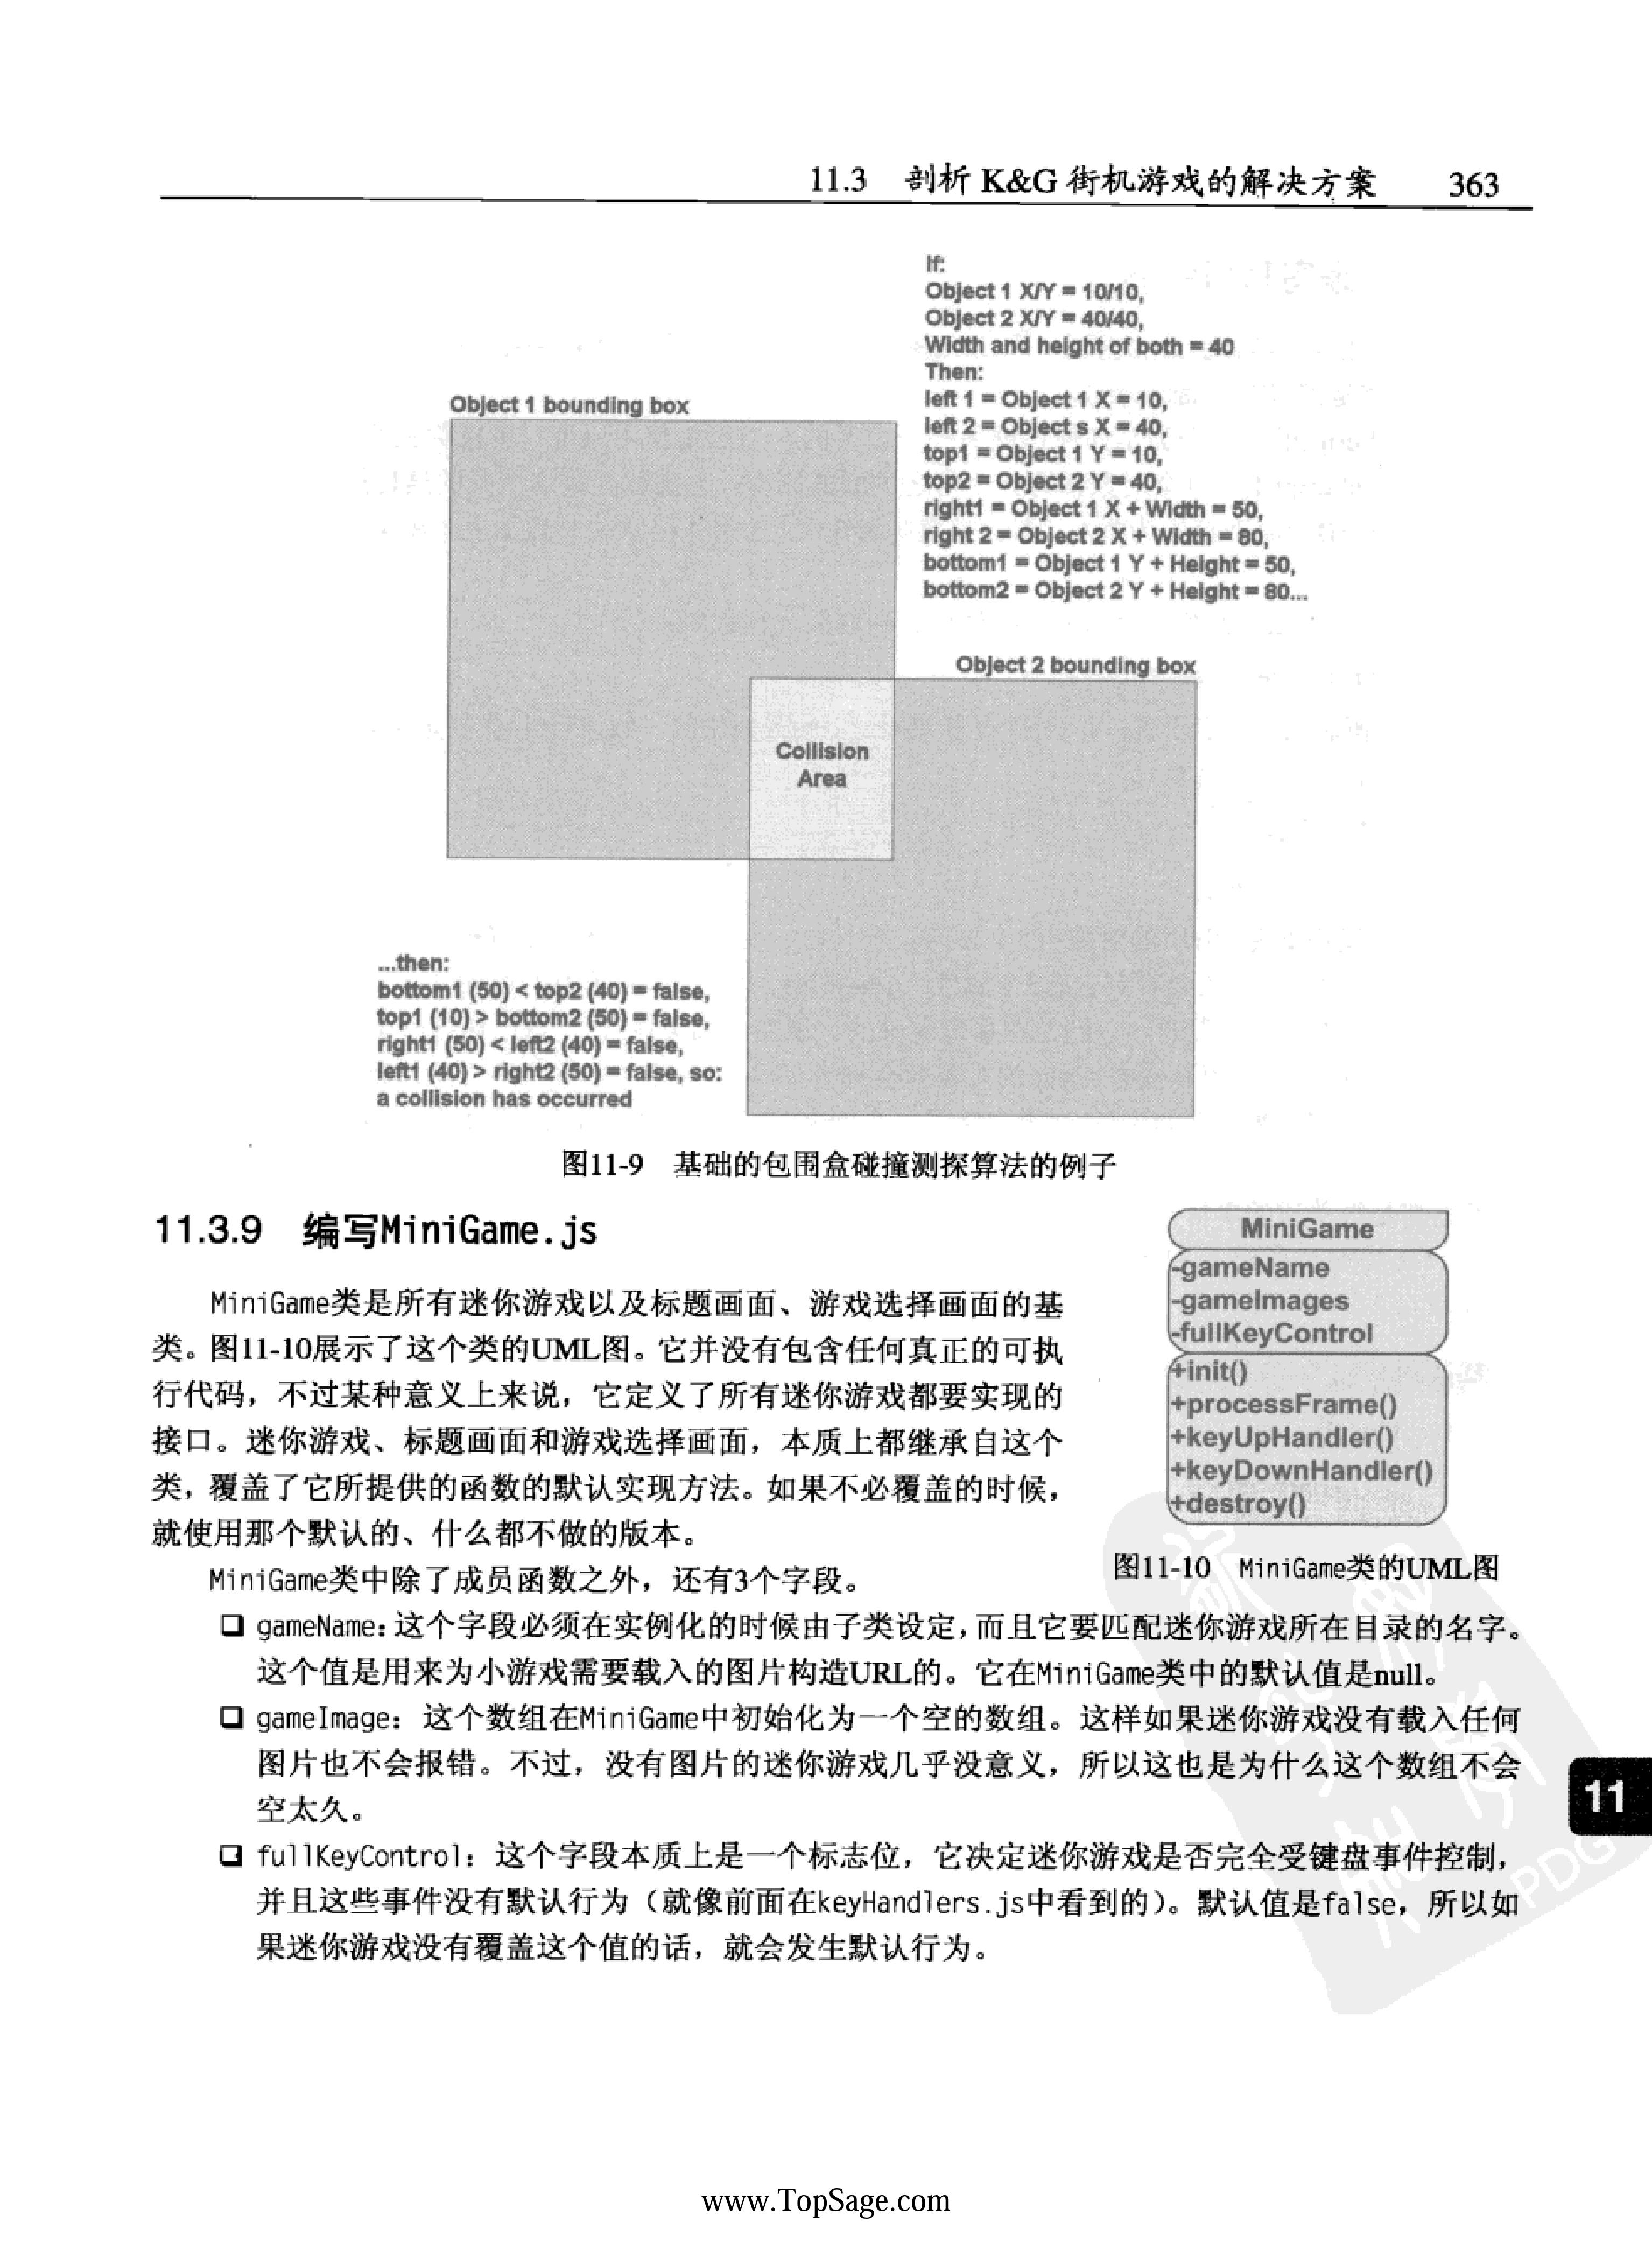 11.3 剖析 K&G 街机游戏的解决方案 363
If:
Object 1 X/Y = 10/10,
Object 2 X/Y = 40/40,
Width and height of both = 40
Then:
left 1 = Object 1 X = 10,
left 2 = Object s X = 40,
top1 = Object 1 Y = 10,
top2 = Object 2 Y = 40,
right1 = Object 1 X + Width = 50,
right 2 = Object 2 X + Width = 80,
bottom1 = Object 1 Y + Height = 50,
bottom2 = Object 2 Y + Height = 80...
Object 1 bounding box
Object 2 bounding box
Collision
Area
...then:
bottom1 (50) < top2 (40) = false,
top1 (10) > bottom2 (50) = false,
right1 (50) < left2 (40) = false,
left1 (40) > right2 (50) = false, so:
a collision has occurred
图11-9 基础的包围盒碰撞测探算法的例子
11.3.9 编写MiniGame.js
MiniGame类是所有迷你游戏以及标题画面、游戏选择画面的基
类。图11-10展示了这个类的UML图。它并没有包含任何真正的可执
行代码，不过某种意义上来说，它定义了所有迷你游戏都要实现的
接口。迷你游戏、标题画面和游戏选择画面，本质上都继承自这个
类，覆盖了它所提供的函数的默认实现方法。如果不必覆盖的时候，
就使用那个默认的、什么都不做的版本。
MiniGame
-gameName
-gameImages
-fullKeyControl
+init()
+processFrame()
+keyUpHandler()
+keyDownHandler()
+destroy()
图11-10 MiniGame类的UML图
MiniGame类中除了成员函数之外，还有3个字段。
❑ gameName：这个字段必须在实例化的时候由子类设定，而且它要匹配迷你游戏所在目录的名字。
这个值是用来为小游戏需要载入的图片构造URL的。它在MiniGame类中的默认值是null。
❑ gameImage：这个数组在MiniGame中初始化为一个空的数组。这样如果迷你游戏没有载入任何
图片也不会报错。不过，没有图片的迷你游戏几乎没意义，所以这也是为什么这个数组不会
空太久。
❑ fullKeyControl：这个字段本质上是一个标志位，它决定迷你游戏是否完全受键盘事件控制，
并且这些事件没有默认行为（就像前面在keyHandlers.js中看到的）。默认值是false，所以如
果迷你游戏没有覆盖这个值的话，就会发生默认行为。
11
PDG
www.TopSage.com